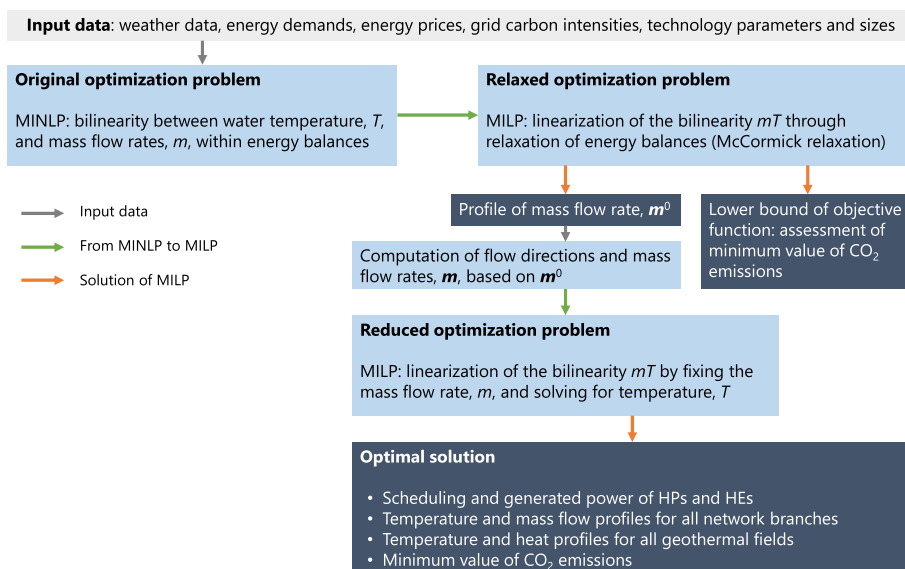 Input data: weather data, energy demands, energy prices, grid carbon intensities, technology parameters and sizes
Original optimization problem
MINLP: bilinearity between water temperature, T,
and mass flow rates, m, within energy balances
Relaxed optimization problem
MILP: linearization of the bilinearity mT through
relaxation of energy balances (McCormick relaxation)
Input data
From MINLP to MILP
Solution of MILP
Profile of mass flow rate, m⁰
Lower bound of objective
function: assessment of
minimum value of CO₂
emissions
Computation of flow directions and mass
flow rates, m, based on m⁰
Reduced optimization problem
MILP: linearization of the bilinearity mT by fixing the
mass flow rate, m, and solving for temperature, T
Optimal solution
• Scheduling and generated power of HPs and HEs
• Temperature and mass flow profiles for all network branches
• Temperature and heat profiles for all geothermal fields
• Minimum value of CO₂ emissions